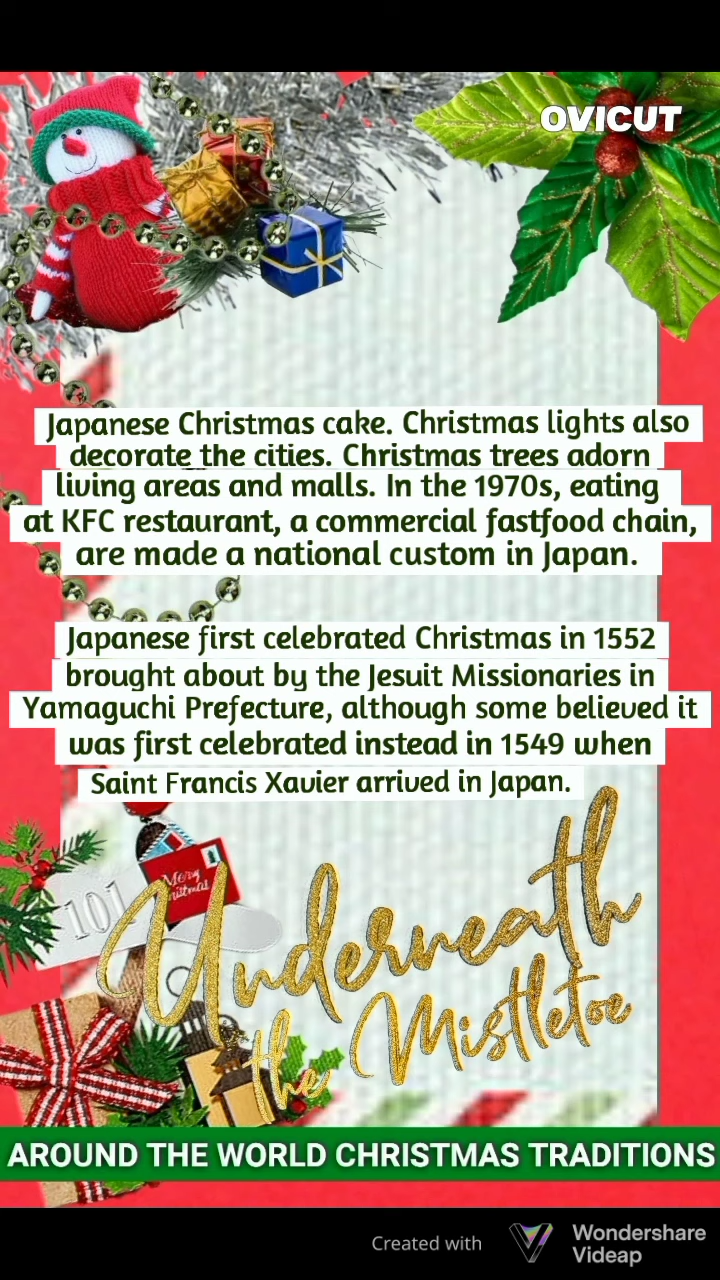 OVICUT
Japanese Christmas cake. Christmas lights also
decorate the cities. Christmas trees adorn
living areas and malls. In the 1970s, eating
at KFC restaurant, a commercial fastfood chain,
are made a national custom in Japan.
Japanese first celebrated Christmas in 1552
brought about by the Jesuit Missionaries in
Yamaguchi Prefecture, although some believed it
was first celebrated instead in 1549 when
Saint Francis Xavier arrived in Japan.
Merry
Christmas
101
Underneath
the Mistletoe
AROUND THE WORLD CHRISTMAS TRADITIONS
Created with
Wondershare
Videap